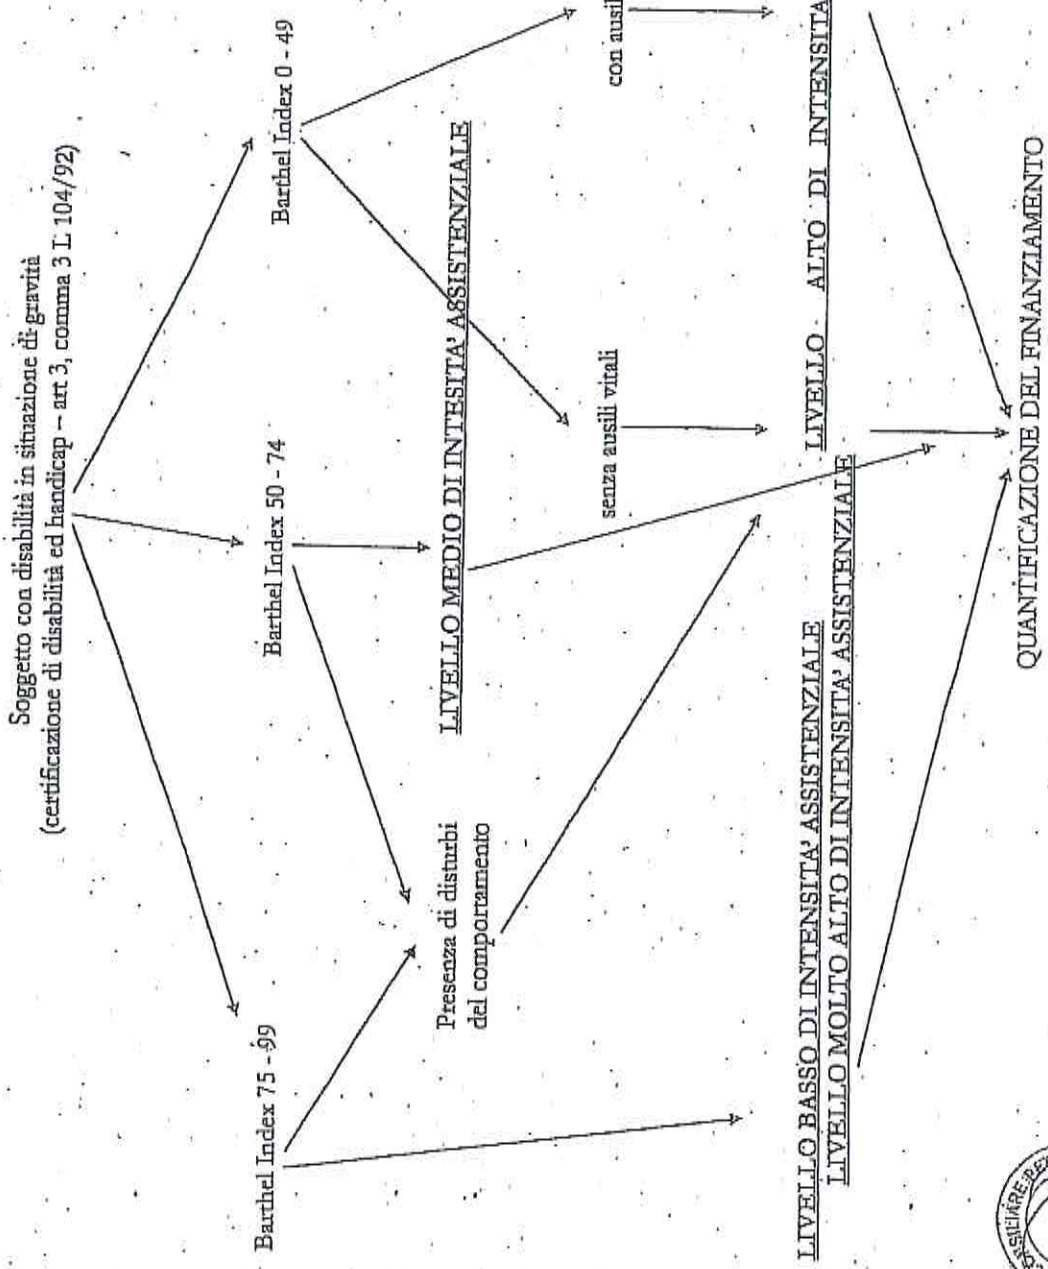 Soggetto con disabilità in situazione di gravità
(certificazione di disabilità ed handicap – art 3, comma 3 L 104/92)
Barthel Index 75 - 99
Barthel Index 50 - 74
Barthel Index 0 - 49
Presenza di disturbi
del comportamento
LIVELLO MEDIO DI INTESITA' ASSISTENZIALE
senza ausili vitali
con ausil
LIVELLO BASSO DI INTENSITA' ASSISTENZIALE
LIVELLO ALTO DI INTENSITA
LIVELLO MOLTO ALTO DI INTENSITA' ASSISTENZIALE
QUANTIFICAZIONE DEL FINANZIAMENTO